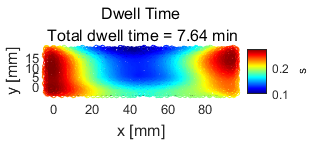 Dwell Time
Total dwell time = 7.64 min
y [mm]
15
10
5
0
0 20 40 60 80
x [mm]
0.2
0.1
s